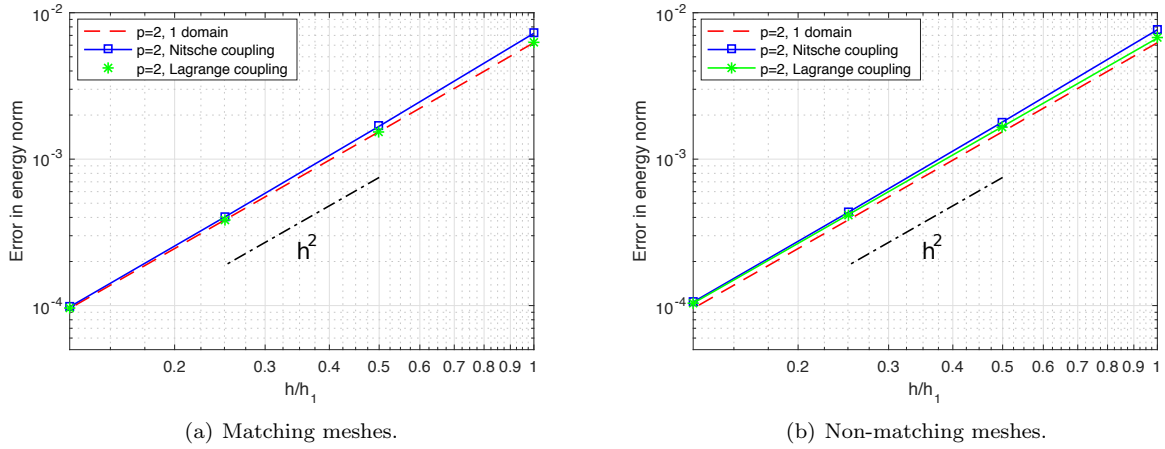 10^-2
p=2, 1 domain
p=2, Nitsche coupling
p=2, Lagrange coupling
Error in energy norm
10^-3
h^2
10^-4
0.2 0.3 0.4 0.5 0.6 0.7 0.8 0.9 1
h/h_1
(a) Matching meshes.
10^-2
p=2, 1 domain
p=2, Nitsche coupling
p=2, Lagrange coupling
Error in energy norm
10^-3
h^2
10^-4
0.2 0.3 0.4 0.5 0.6 0.7 0.8 0.9 1
h/h_1
(b) Non-matching meshes.